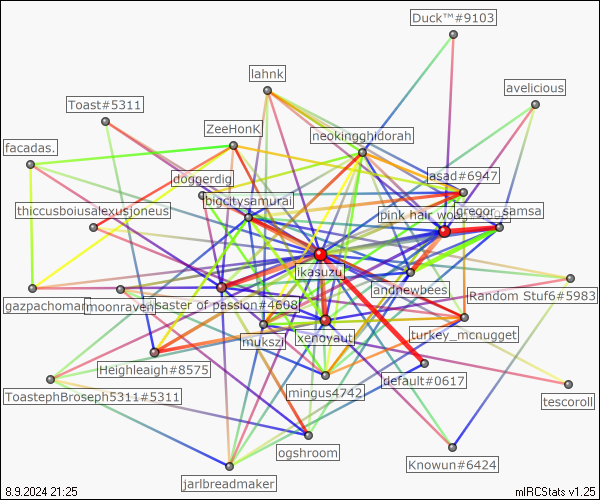 Duck™#9103
lahnk
avelicious
Toast#5311
ZeeHonK
neokingghidorah
facadas.
doggerdig
asad#6947
bigcitysamurai
thiccusboiusalexusjoneus
pink hair wo
gregor_samsa
ikasuzu
andnewbees
Random Stuf6#5983
gazpachoman
moonraven
saster of passion#4608
mukszi
xenoyaut
turkey_mcnugget
Heighleaigh#8575
default#0617
ToastephBroseph5311#5311
mingus4742
tescoroll
ogshroom
Knowun#6424
jarlbreadmaker
8.9.2024 21:25
mIRCStats v1.25